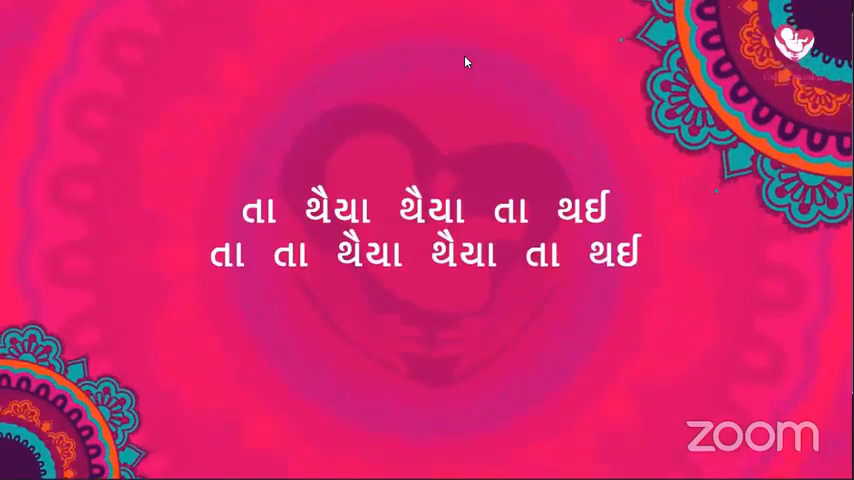 તા થૈયા થૈયા તા થઈ
તા તા થૈયા થૈયા તા થઈ
zoom